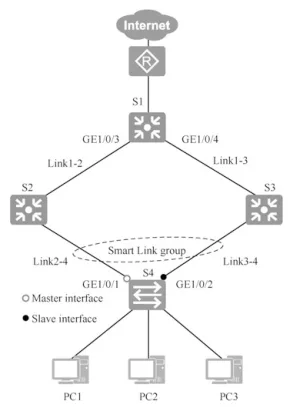 Internet
R
S1
GE1/0/3 GE1/0/4
Link1-2 Link1-3
S2 S3
Smart Link group
Link2-4 S4 Link3-4
GE1/0/1 GE1/0/2
Master interface
Slave interface
PC1 PC2 PC3